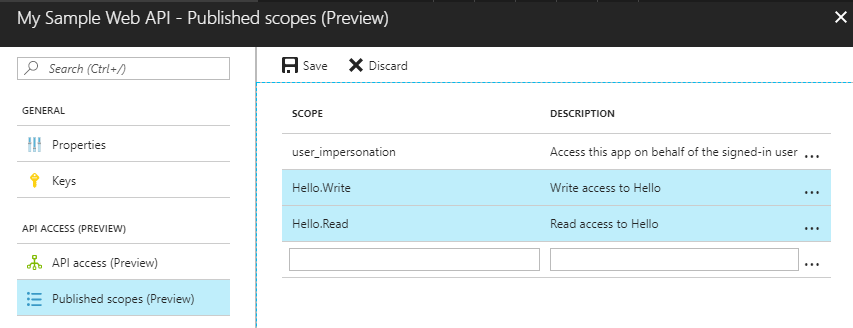 My Sample Web API - Published scopes (Preview)
Search (Ctrl+/)
GENERAL
Properties
Keys
API ACCESS (PREVIEW)
API access (Preview)
Published scopes (Preview)
Save Discard
SCOPE DESCRIPTION
user_impersonation Access this app on behalf of the signed-in user ...
Hello.Write Write access to Hello ...
Hello.Read Read access to Hello ...
...